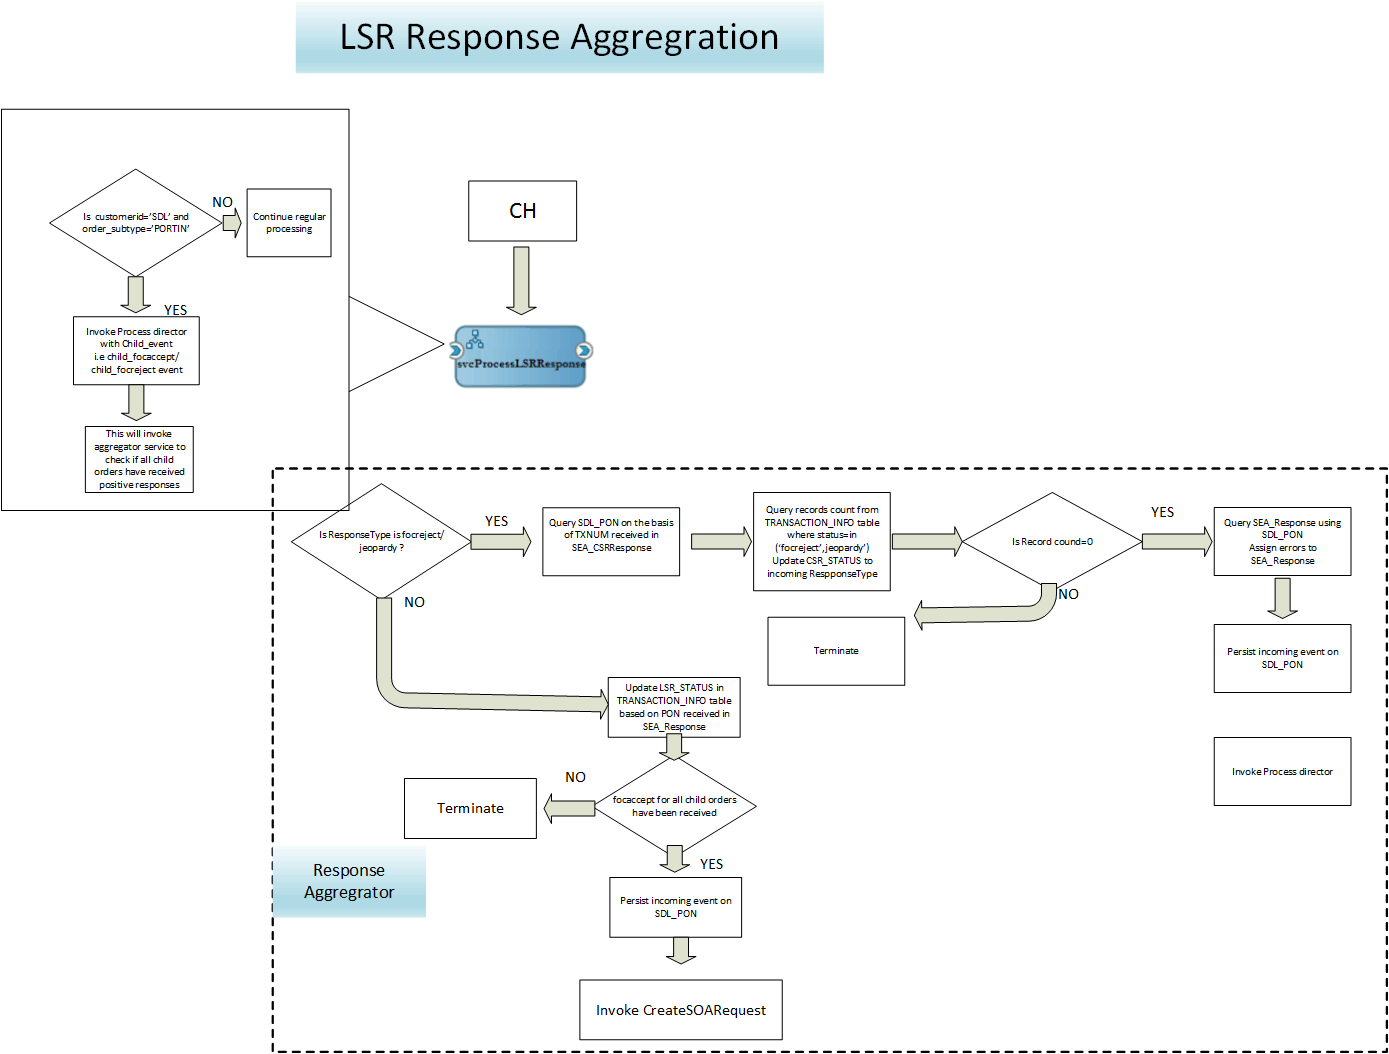 LSR Response Aggregration
Is customerid='SDL' and
order_subtype='PORTIN'
NO
Continue regular
processing
YES
Invoke Process director
with Child_event
i.e child_focaccept/
child_focreject event
This will invoke
aggregator service to
check if all child
orders have received
positive responses
CH
svcProcessLSRResponse
Is ResponseType is focreject/
jeopardy ?
YES
Query SDL_PON on the basis
of TXNUM received in
SEA_CSRResponse
Query records count from
TRANSACTION_INFO table
where status=in
('focreject',jeopardy')
Update CSR_STATUS to
incoming RespponseType
Is Record cound=0
YES
Query SEA_Response using
SDL_PON
Assign errors to
SEA_Response
NO
NO
Terminate
Persist incoming event on
SDL_PON
Update LSR_STATUS in
TRANSACTION_INFO table
based on PON received in
SEA_Response
Invoke Process director
NO
Terminate
focaccept for all child orders
have been received
YES
Response
Aggregrator
Persist incoming event on
SDL_PON
Invoke CreateSOARequest